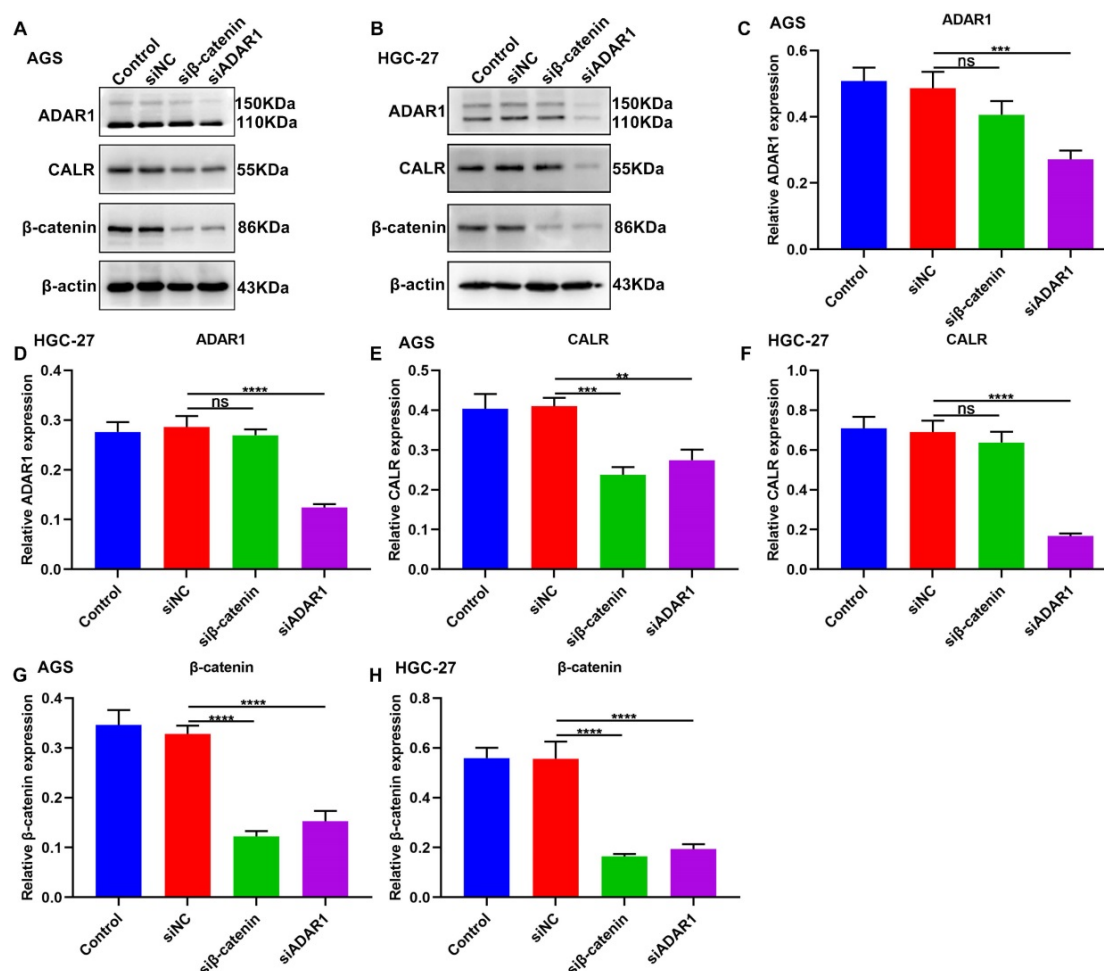 A
AGS
Control
siNC
siβ-catenin
siADAR1
ADAR1
150KDa
110KDa
CALR
55KDa
β-catenin
86KDa
β-actin
43KDa
B
HGC-27
Control
siNC
siβ-catenin
siADAR1
ADAR1
150KDa
110KDa
CALR
55KDa
β-catenin
86KDa
β-actin
43KDa
C
AGS
ADAR1
Relative ADAR1 expression
0.6
0.4
0.2
0.0
***
ns
Control
siNC
siβ-catenin
siADAR1
D
HGC-27
ADAR1
Relative ADAR1 expression
0.4
0.3
0.2
0.1
0.0
****
ns
Control
siNC
siβ-catenin
siADAR1
E
AGS
CALR
Relative CALR expression
0.5
0.4
0.3
0.2
0.1
0.0
**
***
Control
siNC
siβ-catenin
siADAR1
F
HGC-27
CALR
Relative CALR expression
1.0
0.8
0.6
0.4
0.2
0.0
****
ns
Control
siNC
siβ-catenin
siADAR1
G
AGS
β-catenin
Relative β-catenin expression
0.4
0.3
0.2
0.1
0.0
****
****
Control
siNC
siβ-catenin
siADAR1
H
HGC-27
β-catenin
Relative β-catenin expression
0.8
0.6
0.4
0.2
0.0
****
****
Control
siNC
siβ-catenin
siADAR1